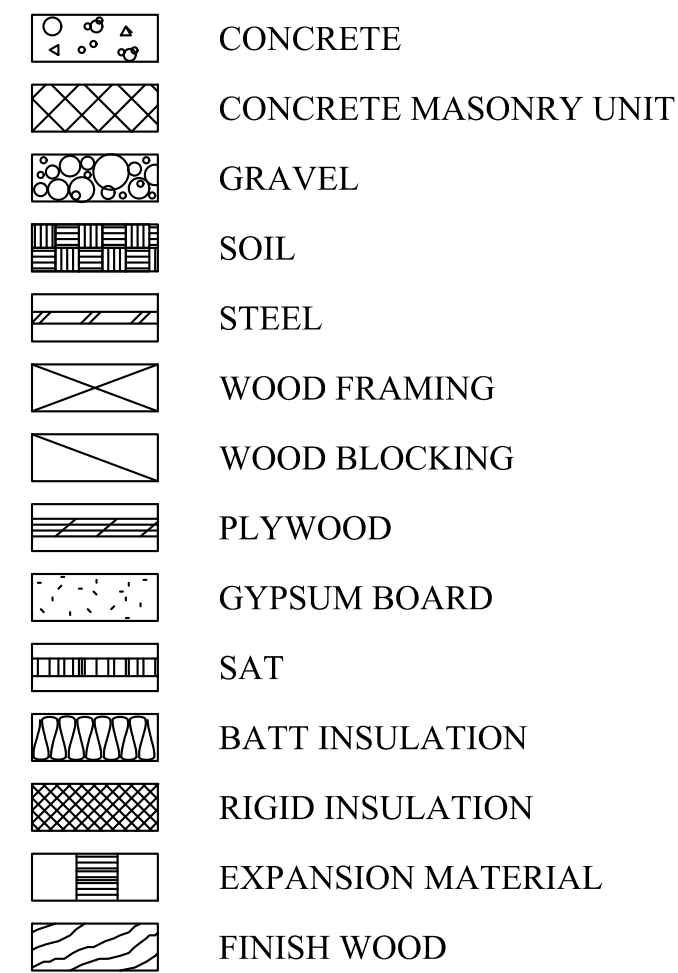 CONCRETE
CONCRETE MASONRY UNIT
GRAVEL
SOIL
STEEL
WOOD FRAMING
WOOD BLOCKING
PLYWOOD
GYPSUM BOARD
SAT
BATT INSULATION
RIGID INSULATION
EXPANSION MATERIAL
FINISH WOOD